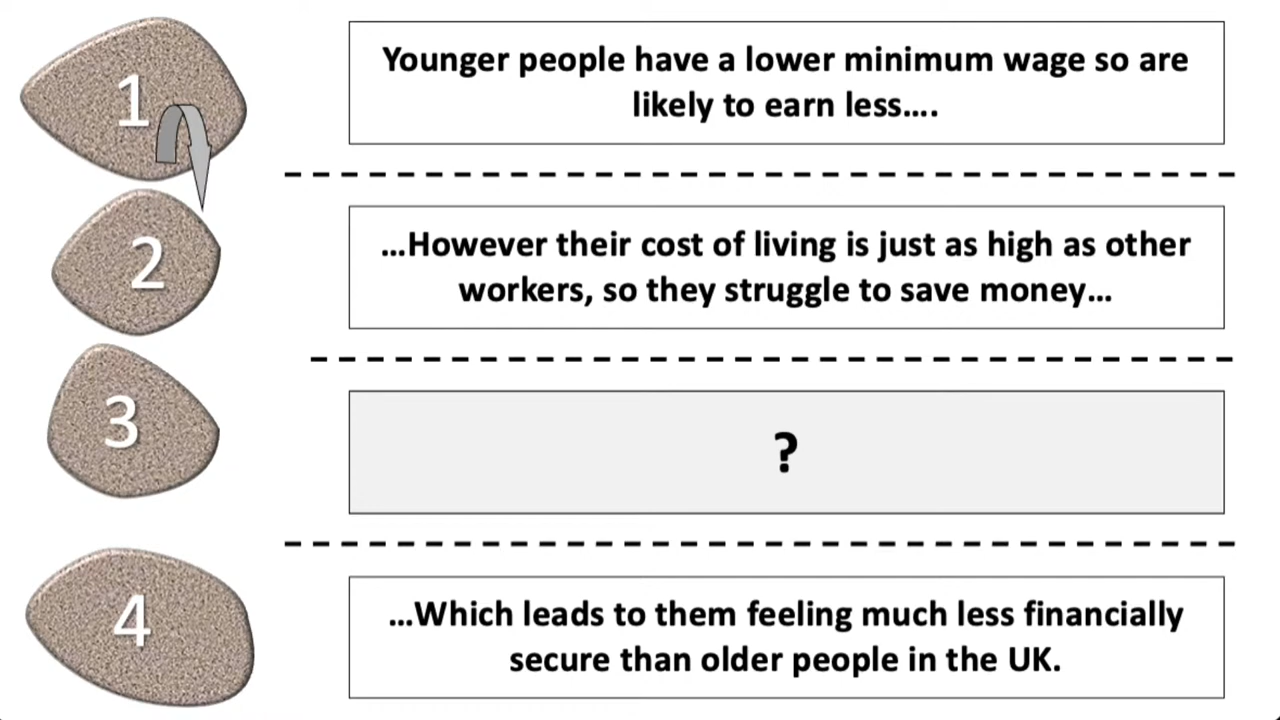 1
Younger people have a lower minimum wage so are
likely to earn less....
2
...However their cost of living is just as high as other
workers, so they struggle to save money...
3
?
4
...Which leads to them feeling much less financially
secure than older people in the UK.